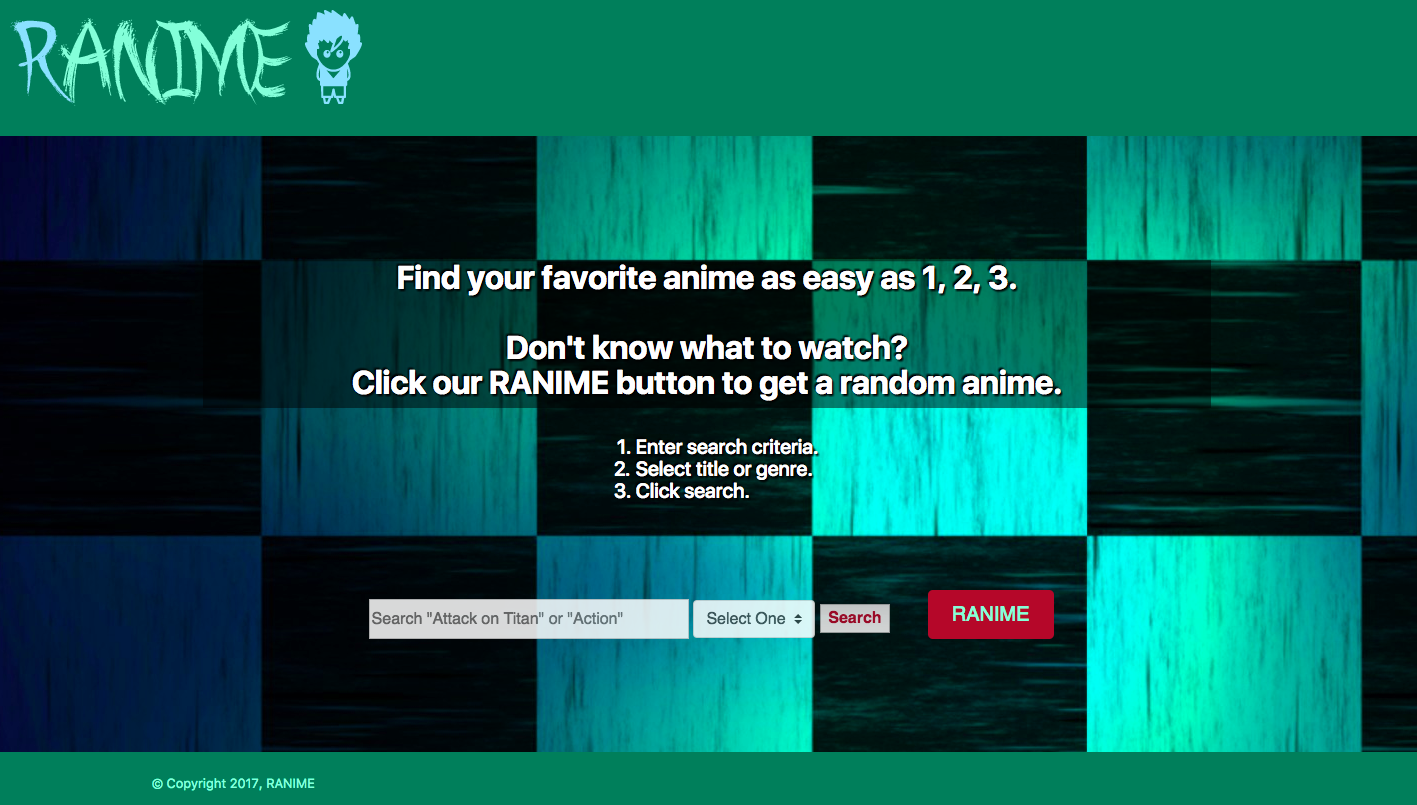 RANIME
Find your favorite anime as easy as 1, 2, 3.
Don't know what to watch?
Click our RANIME button to get a random anime.
1. Enter search criteria.
2. Select title or genre.
3. Click search.
Search "Attack on Titan" or "Action" Select One Search RANIME
© Copyright 2017, RANIME